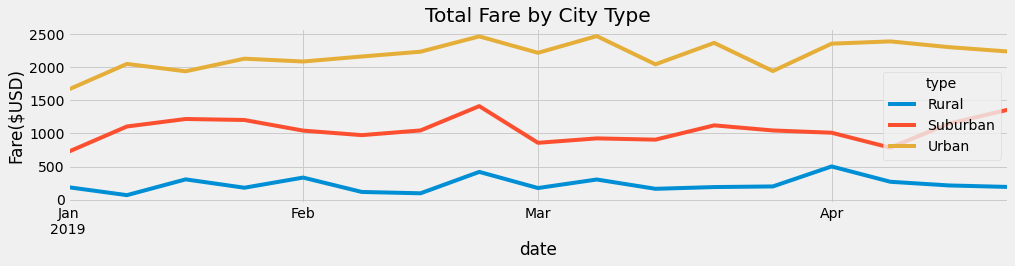 Total Fare by City Type
Fare($USD)
2500
2000
1500
1000
500
0
Jan
2019
Feb
Mar
Apr
date
type
Rural
Suburban
Urban